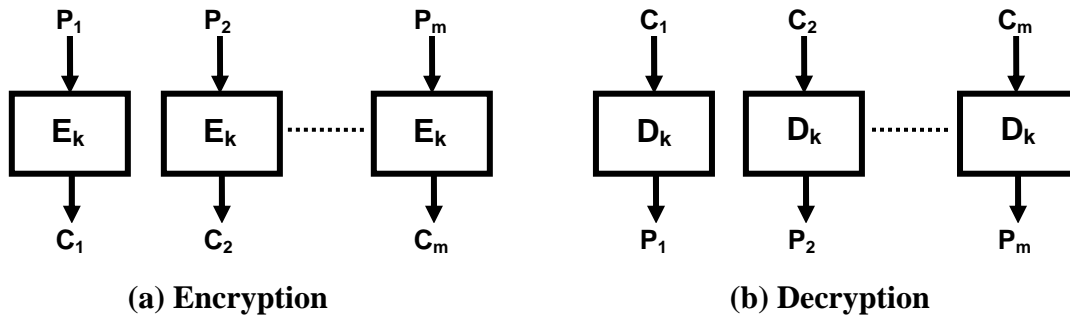 P₁ P₂ Pₘ C₁ C₂ Cₘ
Eₖ Eₖ Eₖ Dₖ Dₖ Dₖ
C₁ C₂ Cₘ P₁ P₂ Pₘ
(a) Encryption (b) Decryption